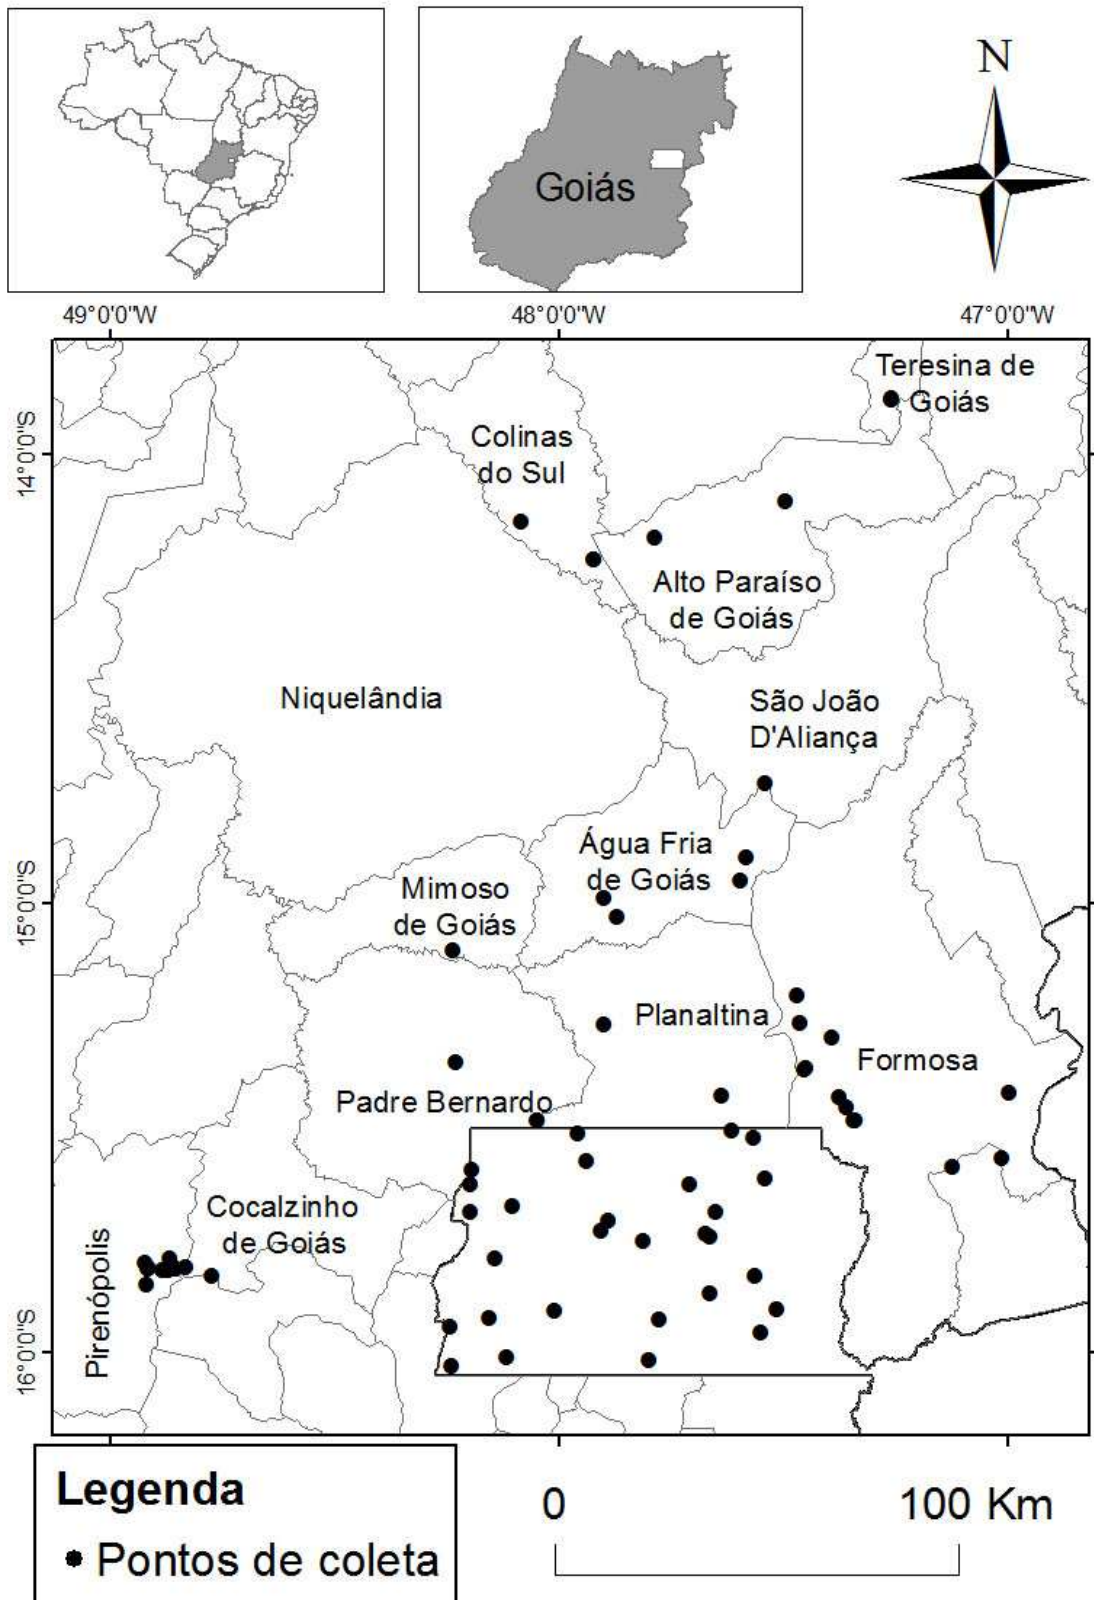 N
Goiás
49°0'0"W
48°0'0"W
47°0'0"W
Teresina de
Goiás
14°0'0"S
Colinas
do Sul
Alto Paraíso
de Goiás
Niquelândia
São João
D'Aliança
Água Fria
de Goiás
15°0'0"S
Mimoso
de Goiás
Planaltina
Formosa
Padre Bernardo
Cocalzinho
de Goiás
Pirenópolis
16°0'0"S
Legenda
Pontos de coleta
0
100 Km